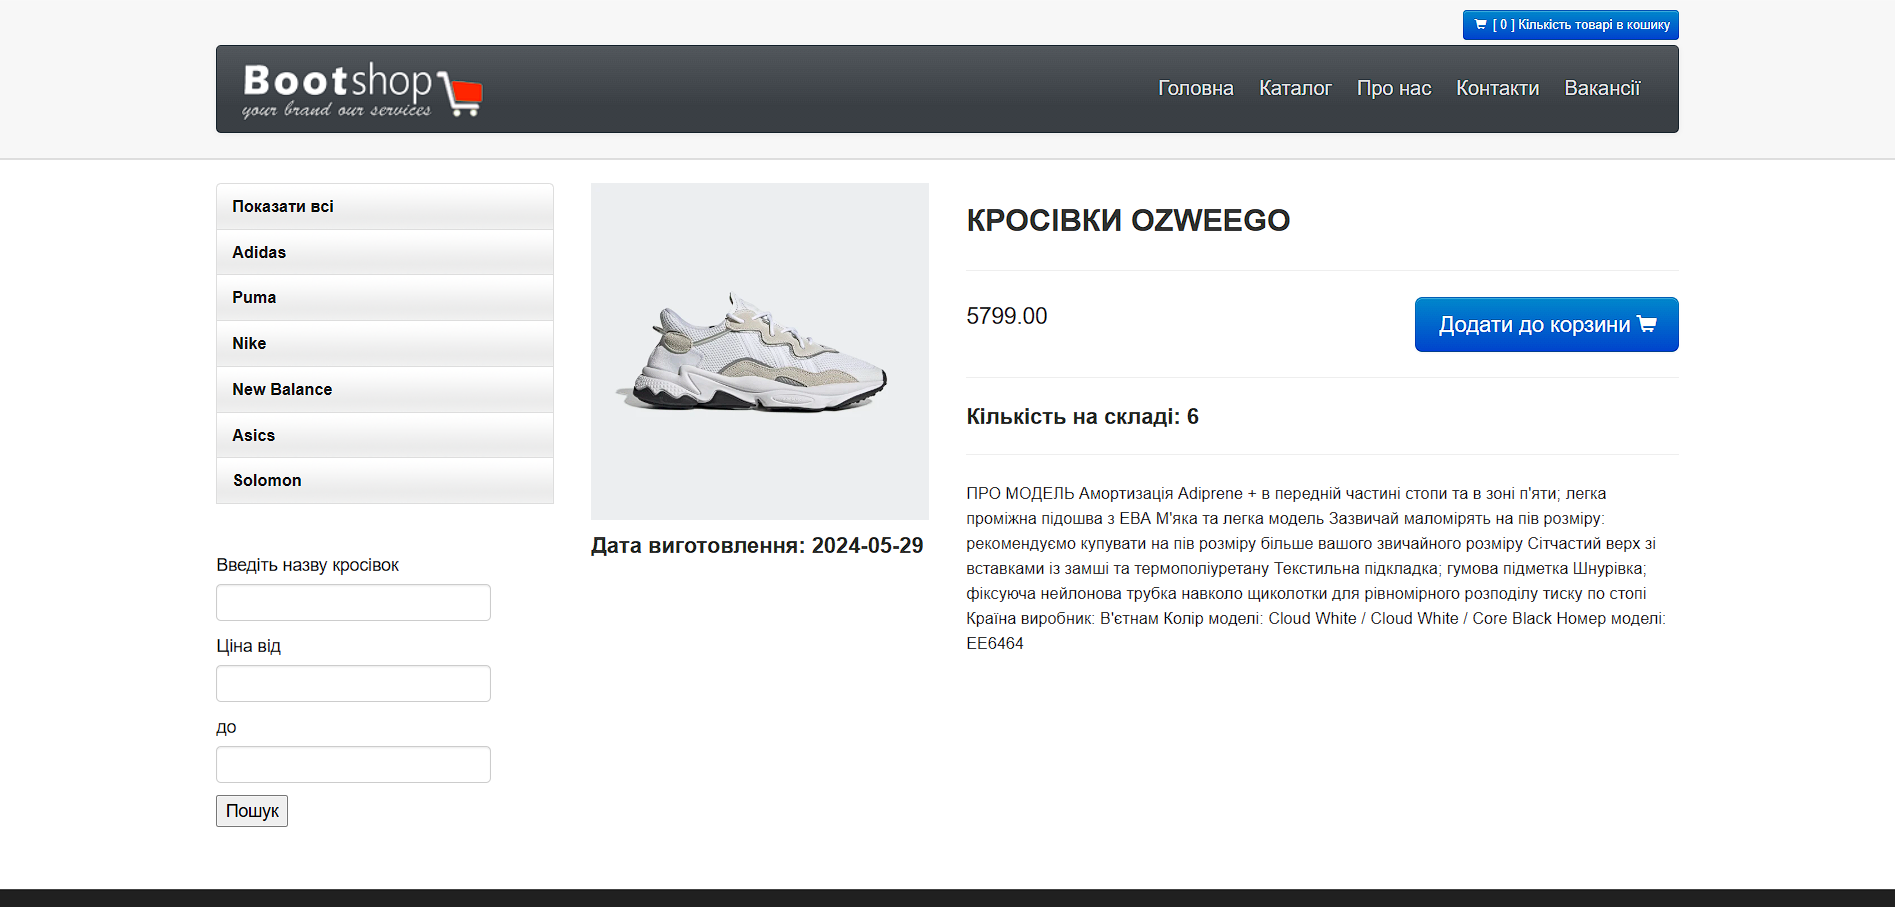 [ 0 ] Кількість товарі в кошику
Bootshop
your brand our services
Головна Каталог Про нас Контакти Вакансії
Показати всі
Adidas
Puma
Nike
New Balance
Asics
Solomon
Введіть назву кросівок
Ціна від
до
Пошук
Дата виготовлення: 2024-05-29
КРОСІВКИ OZWEEGO
5799.00
Додати до корзини
Кількість на складі: 6
ПРО МОДЕЛЬ Амортизація Adiprene + в передній частині стопи та в зоні п'яти; легка
проміжна підошва з ЕВА М'яка та легка модель Зазвичай маломірять на пів розміру:
рекомендуємо купувати на пів розміру більше вашого звичайного розміру Сітчастий верх зі
вставками із замші та термополіуретану Текстильна підкладка; гумова підметка Шнурівка;
фіксуюча нейлонова трубка навколо щиколотки для рівномірного розподілу тиску по стопі
Країна виробник: В'єтнам Колір моделі: Cloud White / Cloud White / Core Black Номер моделі:
EE6464